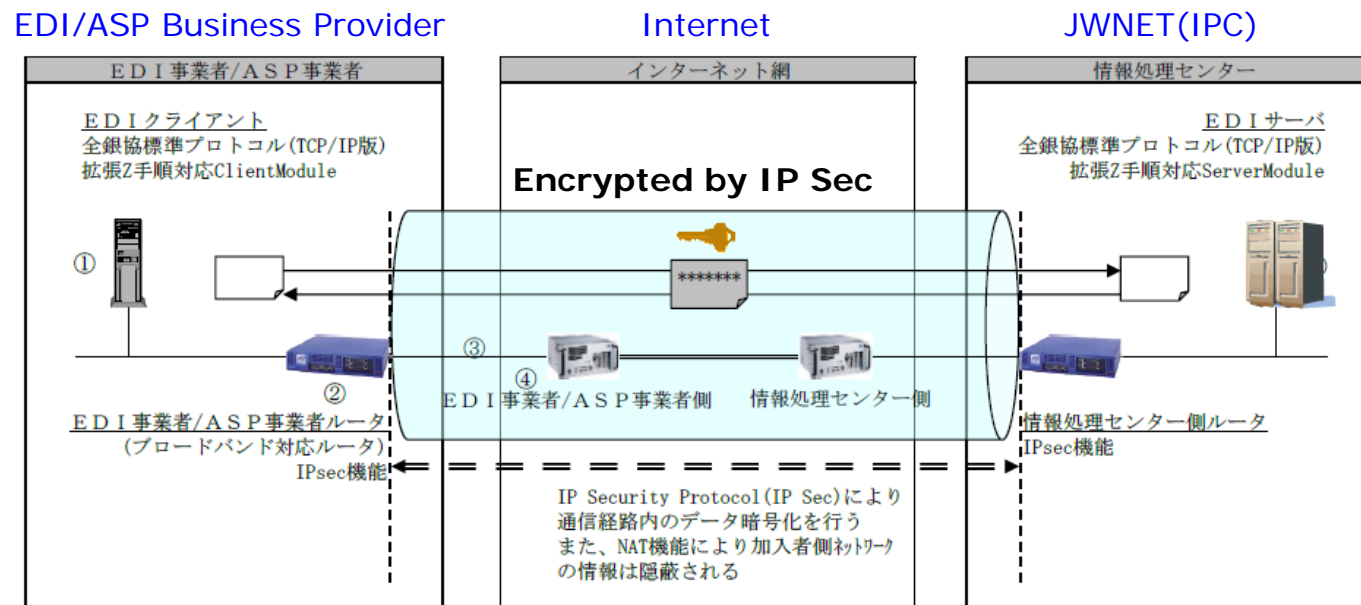 EDI/ASP Business Provider
Internet
JWNET(IPC)
ＥＤＩ事業者/ＡＳＰ事業者
インターネット網
情報処理センター
ＥＤＩクライアント
全銀協標準プロトコル(TCP/IP版)
拡張Z手順対応ClientModule
ＥＤＩサーバ
全銀協標準プロトコル(TCP/IP版)
拡張Z手順対応ServerModule
Encrypted by IP Sec
①
*******
③
④
②
ＥＤＩ事業者/ＡＳＰ事業者側
情報処理センター側
ＥＤＩ事業者/ＡＳＰ事業者ルータ
(ブロードバンド対応ルータ)
IPsec機能
情報処理センター側ルータ
IPsec機能
IP Security Protocol(IP Sec)により
通信経路内のデータ暗号化を行う
また、NAT機能により加入者側ﾈｯﾄﾜｰｸ
の情報は隠蔽される